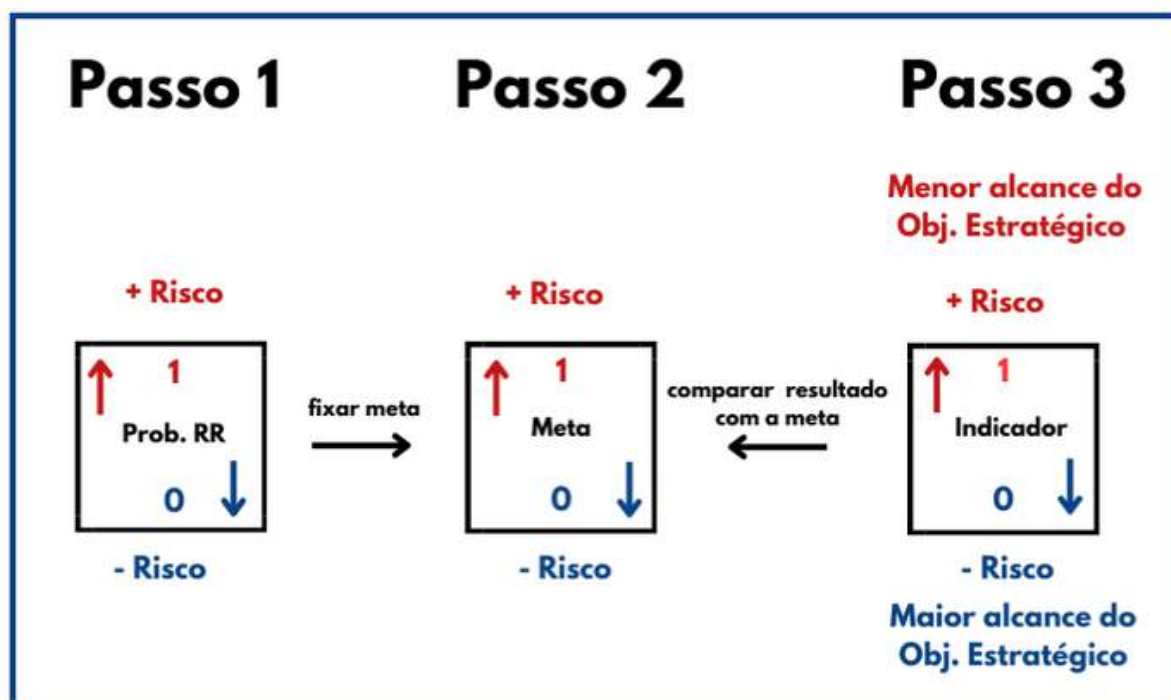 Passo 1
Passo 2
Passo 3
Menor alcance do
Obj. Estratégico
+ Risco
+ Risco
+ Risco
1
Prob. RR
0
fixar meta
1
Meta
0
comparar resultado
com a meta
1
Indicador
0
- Risco
- Risco
- Risco
Maior alcance do
Obj. Estratégico